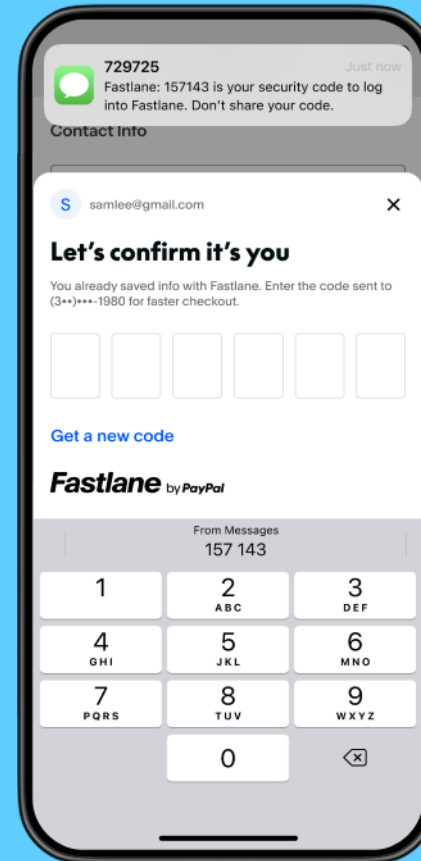 729725
Just now
Fastlane: 157143 is your security code to log
into Fastlane. Don't share your code.
Contact Info
S
samlee@gmail.com
Let's confirm it's you
You already saved info with Fastlane. Enter the code sent to
(3••)•••-1980 for faster checkout.
Get a new code
Fastlane by PayPal
From Messages
157 143
1
2
ABC
3
DEF
4
GHI
5
JKL
6
MNO
7
PQRS
8
TUV
9
WXYZ
0